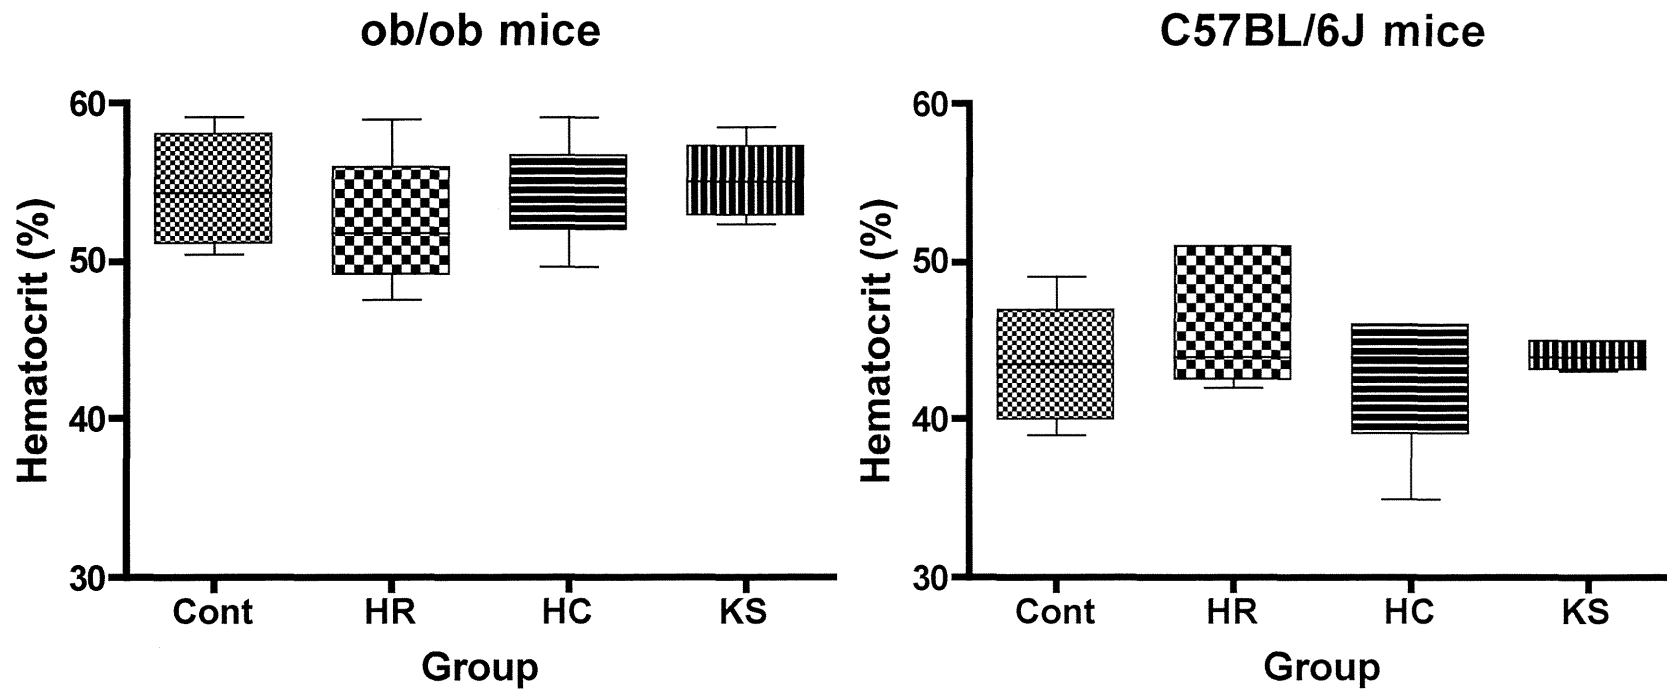 ob/ob mice
60
50
40
30
Hematocrit (%)
Cont HR HC KS
Group
C57BL/6J mice
60
50
40
30
Hematocrit (%)
Cont HR HC KS
Group